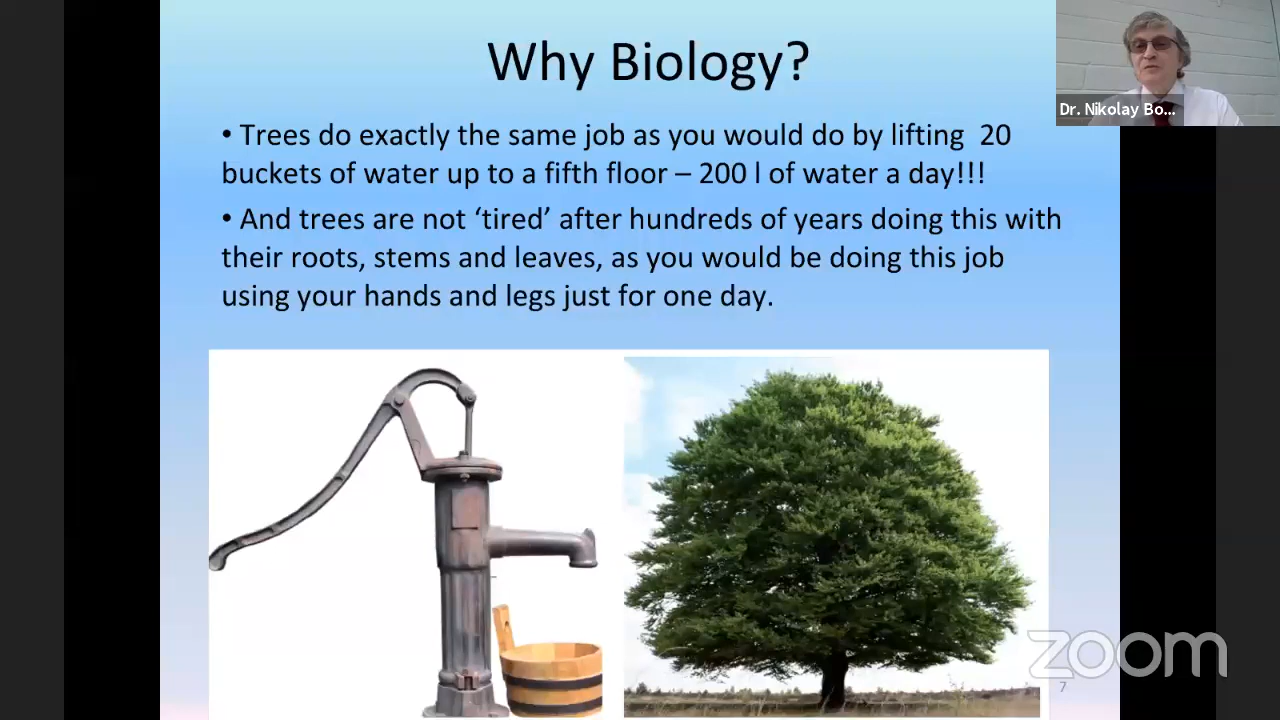 Why Biology?
Dr. Nikolay Bo...
• Trees do exactly the same job as you would do by lifting  20
buckets of water up to a fifth floor – 200 l of water a day!!!
• And trees are not ‘tired’ after hundreds of years doing this with
their roots, stems and leaves, as you would be doing this job
using your hands and legs just for one day.
zoom
7